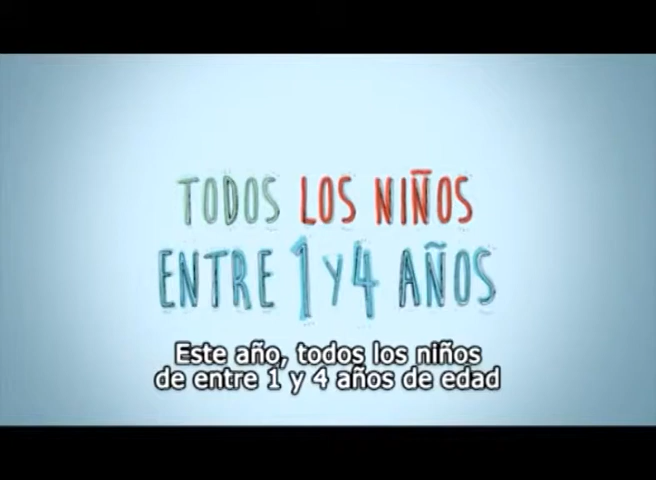 TODOS LOS NIÑOS
ENTRE 1 Y 4 AÑOS
Este año, todos los niños
de entre 1 y 4 años de edad